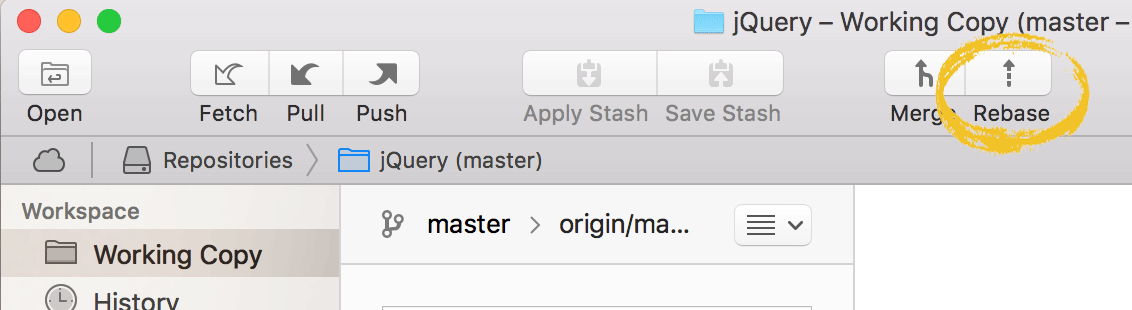 jQuery – Working Copy (master –
Open Fetch Pull Push Apply Stash Save Stash Merge Rebase
Repositories jQuery (master)
Workspace master origin/ma...
Working Copy
History